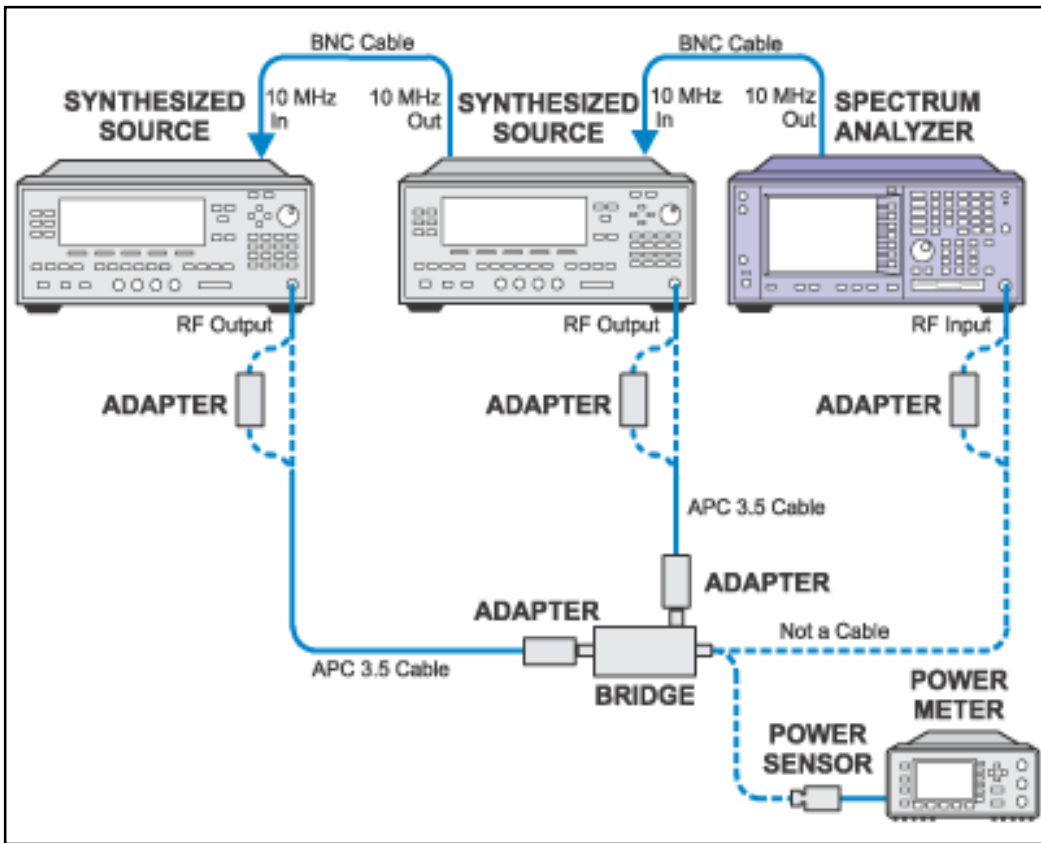 BNC Cable
BNC Cable
SYNTHESIZED
SOURCE
10 MHz
In
10 MHz
Out
SYNTHESIZED
SOURCE
10 MHz
In
10 MHz
Out
SPECTRUM
ANALYZER
RF Output
RF Output
RF Input
ADAPTER
ADAPTER
ADAPTER
APC 3.5 Cable
ADAPTER
ADAPTER
Not a Cable
APC 3.5 Cable
BRIDGE
POWER
METER
POWER
SENSOR